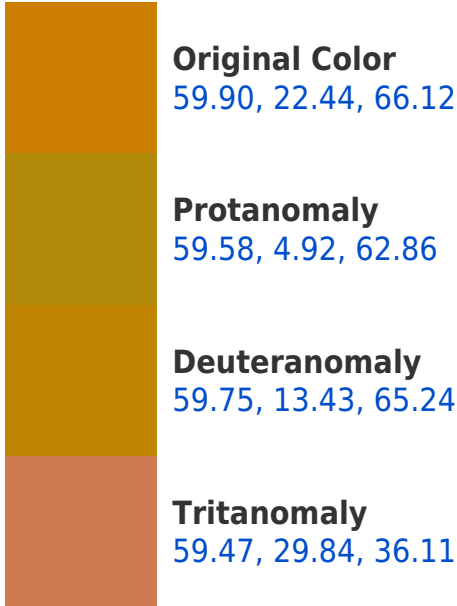 Original Color
59.90, 22.44, 66.12
Protanomaly
59.58, 4.92, 62.86
Deuteranomaly
59.75, 13.43, 65.24
Tritanomaly
59.47, 29.84, 36.11